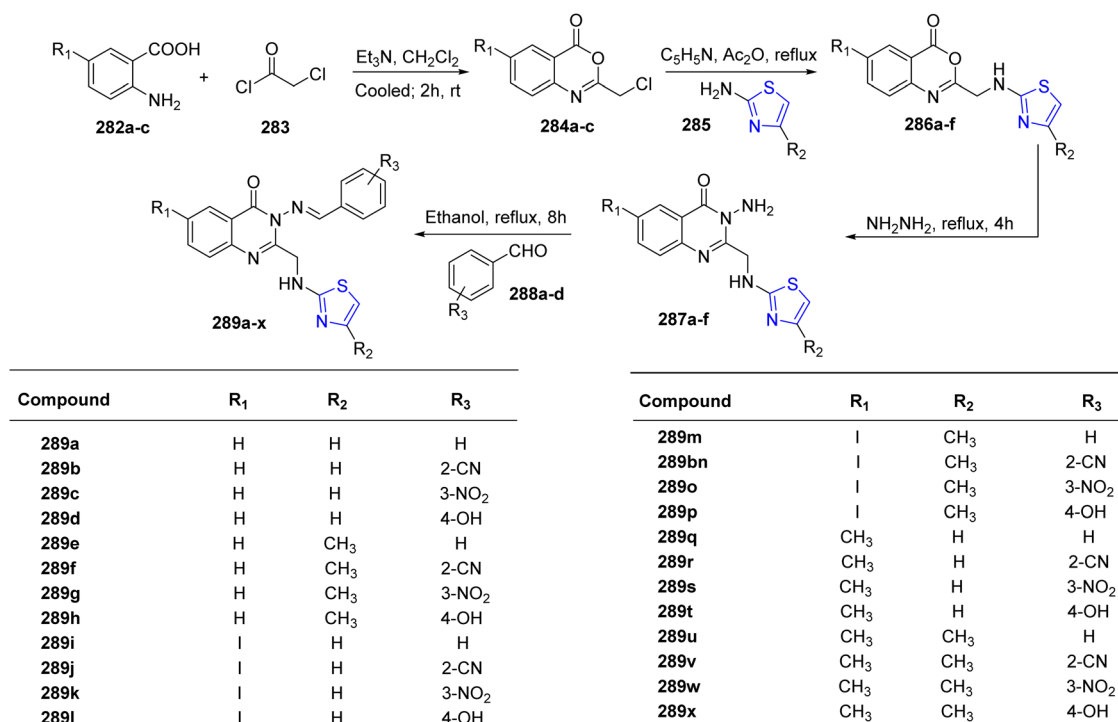 R1
COOH
NH2
282a-c
+
O
Cl
Cl
283
Et3N, CH2Cl2
Cooled; 2h, rt
R1
O
O
N
Cl
284a-c
C5H5N, Ac2O, reflux
H2N
S
N
R2
285
R1
O
O
N
NH
S
N
R2
286a-f
NH2NH2, reflux, 4h
R1
O
N
NH2
N
HN
S
N
R2
287a-f
Ethanol, reflux, 8h
CHO
R3
288a-d
R3
R1
O
N
N
N
HN
S
N
R2
289a-x
Compound R1 R2 R3
289a H H H
289b H H 2-CN
289c H H 3-NO2
289d H H 4-OH
289e H CH3 H
289f H CH3 2-CN
289g H CH3 3-NO2
289h H CH3 4-OH
289i I H H
289j I H 2-CN
289k I H 3-NO2
289l I H 4-OH
Compound R1 R2 R3
289m I CH3 H
289bn I CH3 2-CN
289o I CH3 3-NO2
289p I CH3 4-OH
289q CH3 H H
289r CH3 H 2-CN
289s CH3 H 3-NO2
289t CH3 H 4-OH
289u CH3 CH3 H
289v CH3 CH3 2-CN
289w CH3 CH3 3-NO2
289x CH3 CH3 4-OH